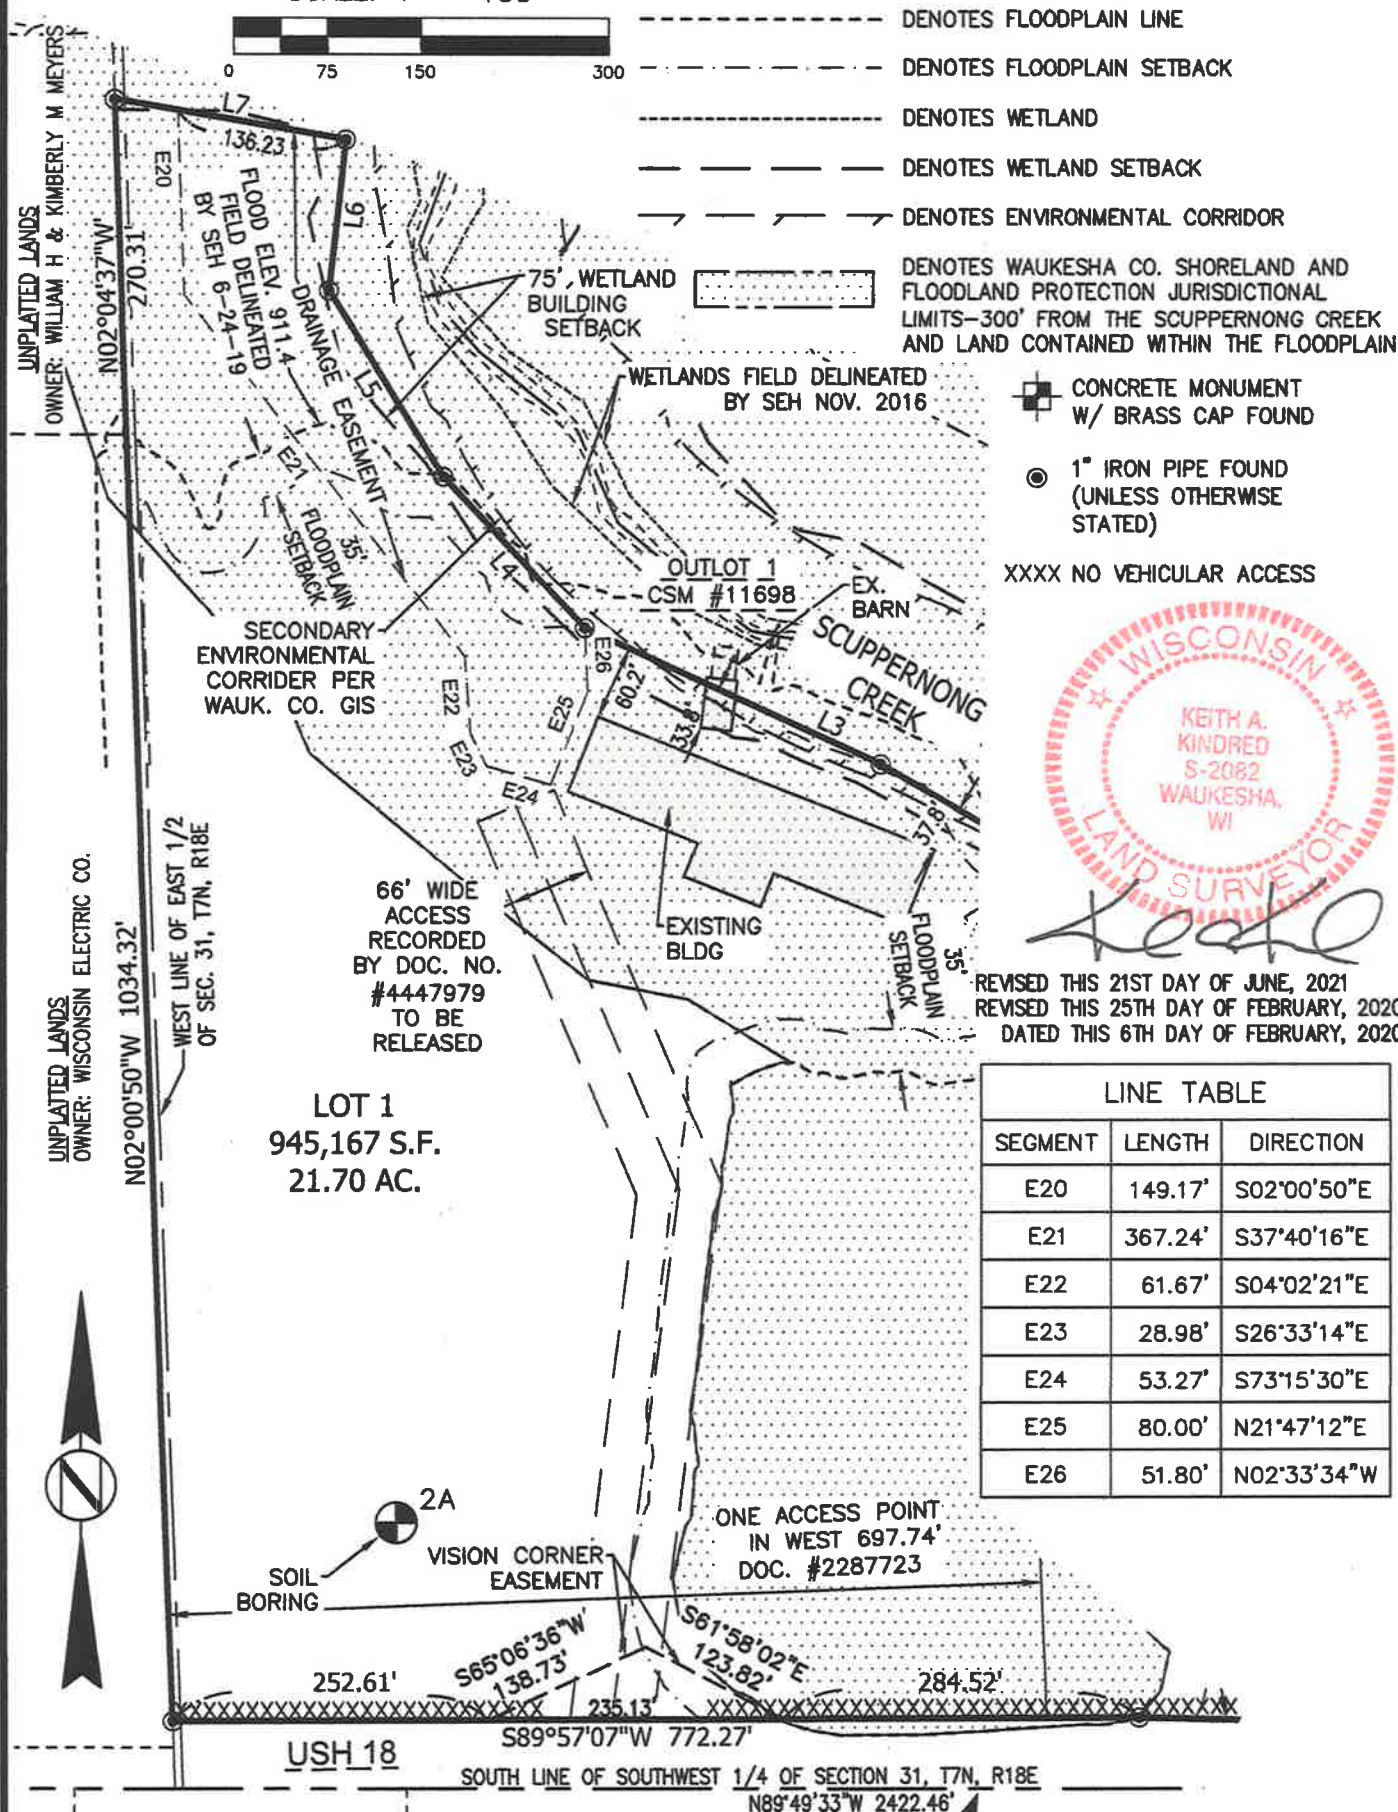 0 75 150 300
DENOTES FLOODPLAIN LINE
DENOTES FLOODPLAIN SETBACK
DENOTES WETLAND
DENOTES WETLAND SETBACK
DENOTES ENVIRONMENTAL CORRIDOR
DENOTES WAUKESHA CO. SHORELAND AND
FLOODLAND PROTECTION JURISDICTIONAL
LIMITS-300' FROM THE SCUPPERNONG CREEK
AND LAND CONTAINED WITHIN THE FLOODPLAIN
CONCRETE MONUMENT
W/ BRASS CAP FOUND
1" IRON PIPE FOUND
(UNLESS OTHERWISE
STATED)
XXXX NO VEHICULAR ACCESS
UNPLATTED LANDS
OWNER: WILLIAM H & KIMBERLY M MEYERS
N02°04'37"W
270.31'
L7
136.23
E20
FLOOD ELEV. 911.4
FIELD DELINEATED
BY SEH 6-24-19
DRAINAGE EASEMENT
L5
75' WETLAND
BUILDING
SETBACK
WETLANDS FIELD DELINEATED
BY SEH NOV. 2016
E21
35'
FLOODPLAIN
SETBACK
L4
OUTLOT 1
CSM #11698
EX.
BARN
SCUPPERNONG
CREEK
SECONDARY
ENVIRONMENTAL
CORRIDER PER
WAUK. CO. GIS
E26
60.2'
33.8'
L3
E22
E25
E23
E24
37.8'
WISCONSIN
KEITH A.
KINDRED
S-2082
WAUKESHA,
WI
LAND SURVEYOR
WEST LINE OF EAST 1/2
OF SEC. 31, T7N, R18E
UNPLATTED LANDS
OWNER: WISCONSIN ELECTRIC CO.
N02°00'50"W 1034.32'
66' WIDE
ACCESS
RECORDED
BY DOC. NO.
#4447979
TO BE
RELEASED
EXISTING
BLDG
35'
FLOODPLAIN
SETBACK
REVISED THIS 21ST DAY OF JUNE, 2021
REVISED THIS 25TH DAY OF FEBRUARY, 2020
DATED THIS 6TH DAY OF FEBRUARY, 2020
LOT 1
945,167 S.F.
21.70 AC.
LINE TABLE
SEGMENT LENGTH DIRECTION
E20 149.17' S02°00'50"E
E21 367.24' S37°40'16"E
E22 61.67' S04°02'21"E
E23 28.98' S26°33'14"E
E24 53.27' S73°15'30"E
E25 80.00' N21°47'12"E
E26 51.80' N02°33'34"W
2A
SOIL
BORING
VISION CORNER
EASEMENT
ONE ACCESS POINT
IN WEST 697.74'
DOC. #2287723
S65°06'36"W
138.73'
S61°58'02"E
123.82'
252.61'
235.13'
284.52'
S89°57'07"W 772.27'
USH 18
SOUTH LINE OF SOUTHWEST 1/4 OF SECTION 31, T7N, R18E
N89°49'33"W 2422.46'